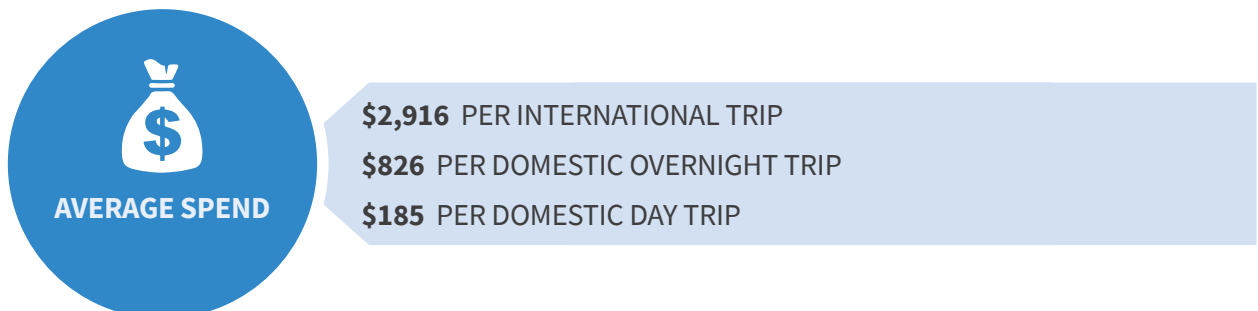 $
AVERAGE SPEND
$2,916 PER INTERNATIONAL TRIP
$826 PER DOMESTIC OVERNIGHT TRIP
$185 PER DOMESTIC DAY TRIP